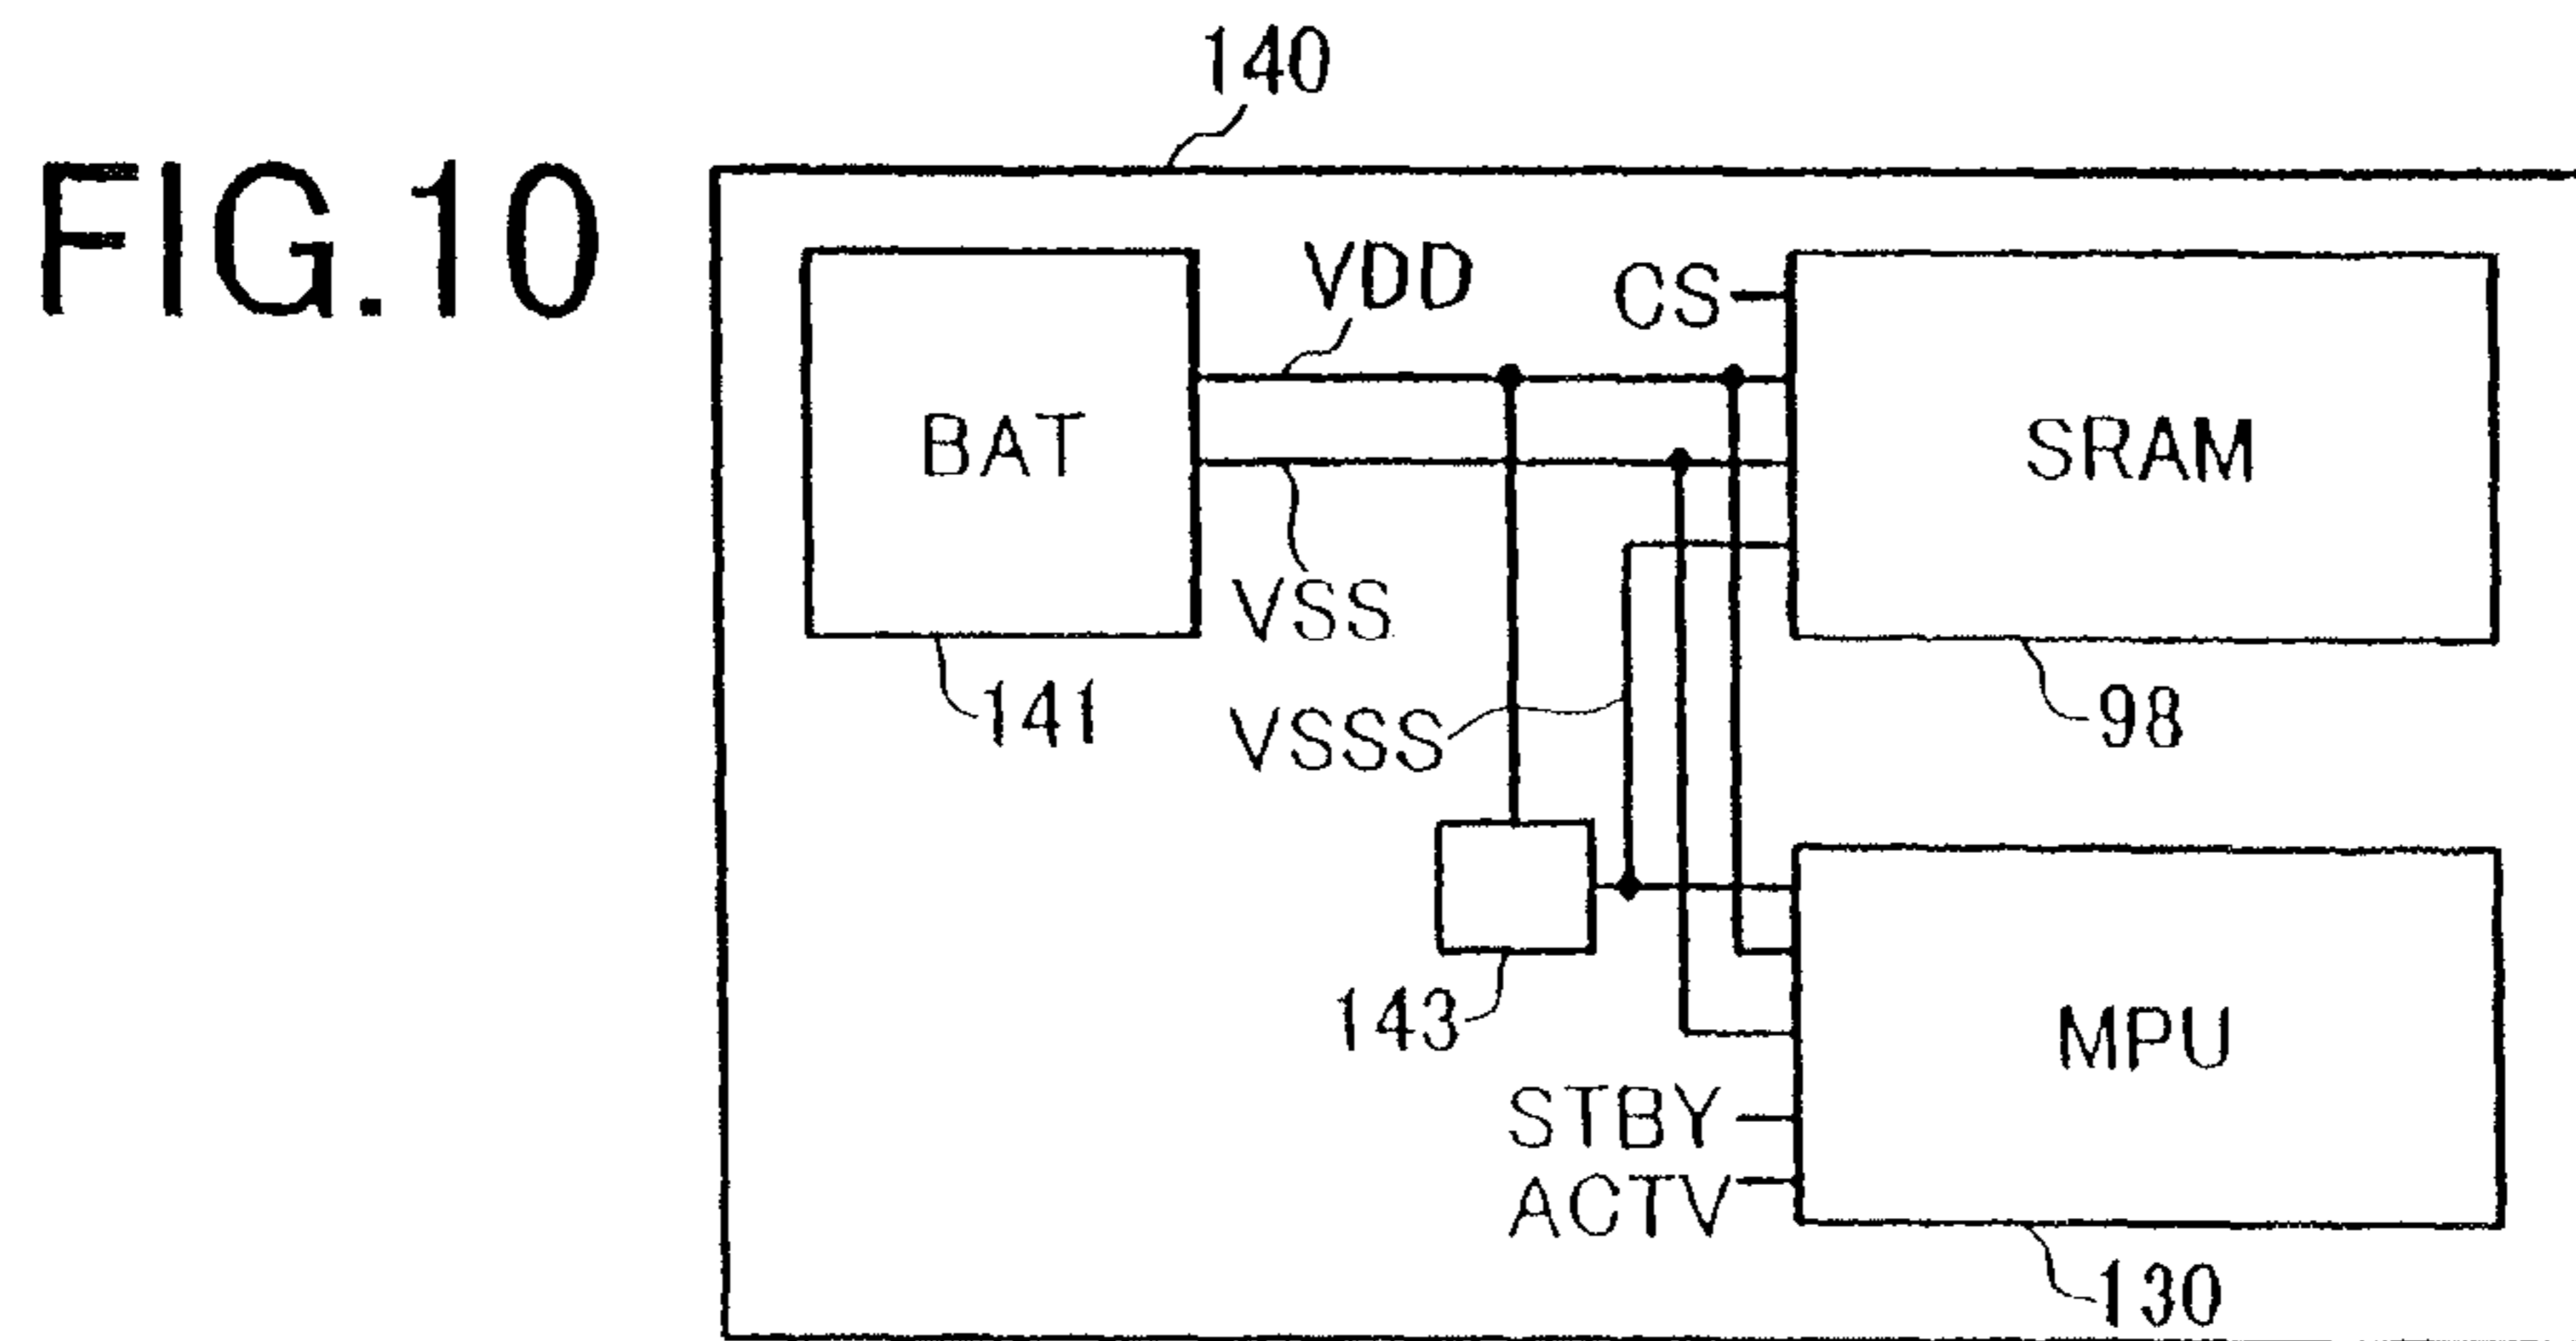 140
FIG.10
VDD
CS
BAT
SRAM
VSS
141
VSSS
98
143
MPU
STBY
ACTV
130